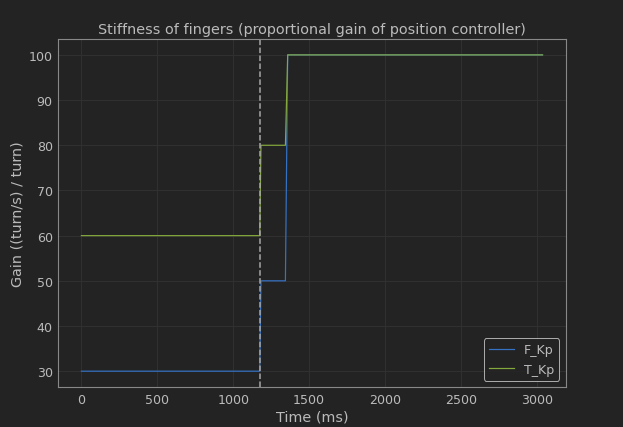 Stiffness of fingers (proportional gain of position controller)
100
90
80
70
60
50
40
30
Gain ((turn/s) / turn)
0 500 1000 1500 2000 2500 3000
Time (ms)
F_Kp
T_Kp